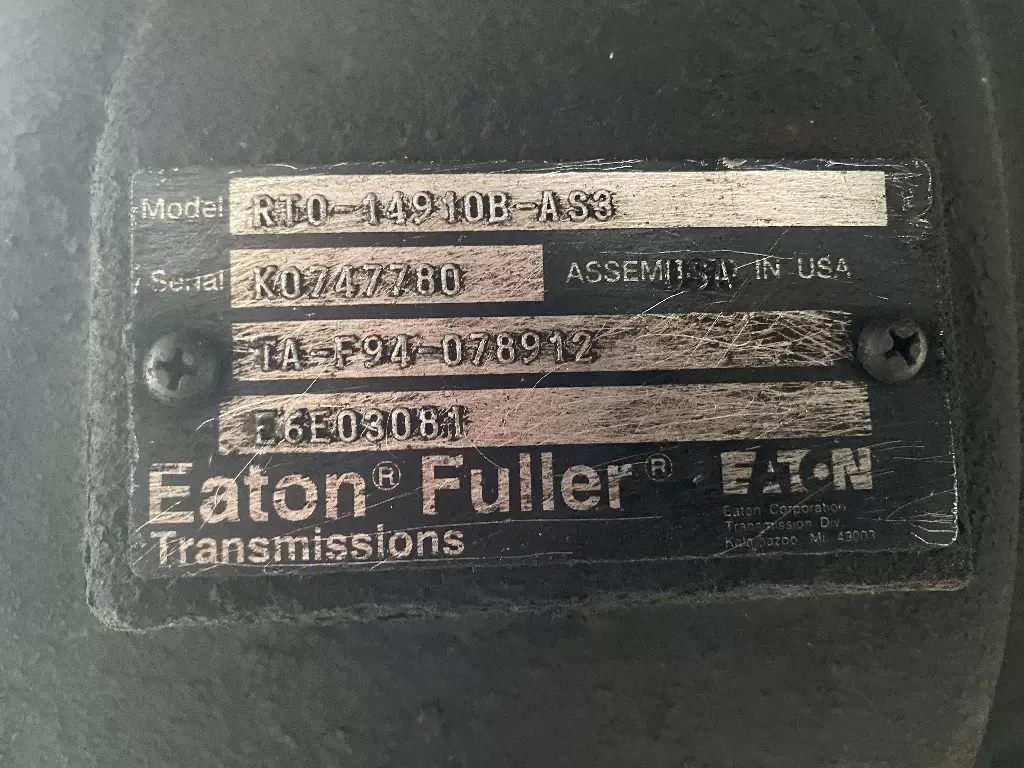 Model RTO-14910B-AS3
Serial K0747780 IN USA
TA-F94-078912
E6E03081
Eaton® Fuller®
EATON
Transmissions
Eaton Corporation
Transmission Div.
Kalamazoo MI 49003